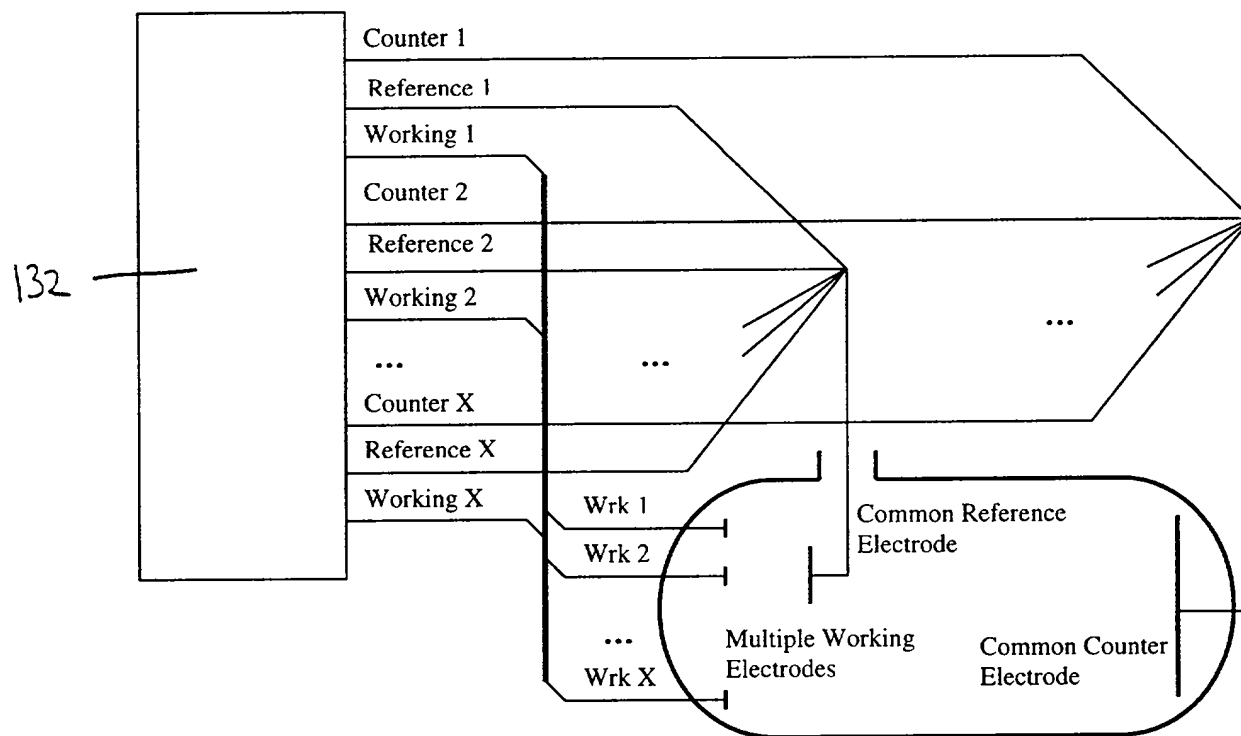 Counter 1
Reference 1
Working 1
Counter 2
Reference 2
132
Working 2
...
...
...
Counter X
Reference X
Working X
Wrk 1
Common Reference
Electrode
Wrk 2
...
Multiple Working
Electrodes
Common Counter
Electrode
Wrk X